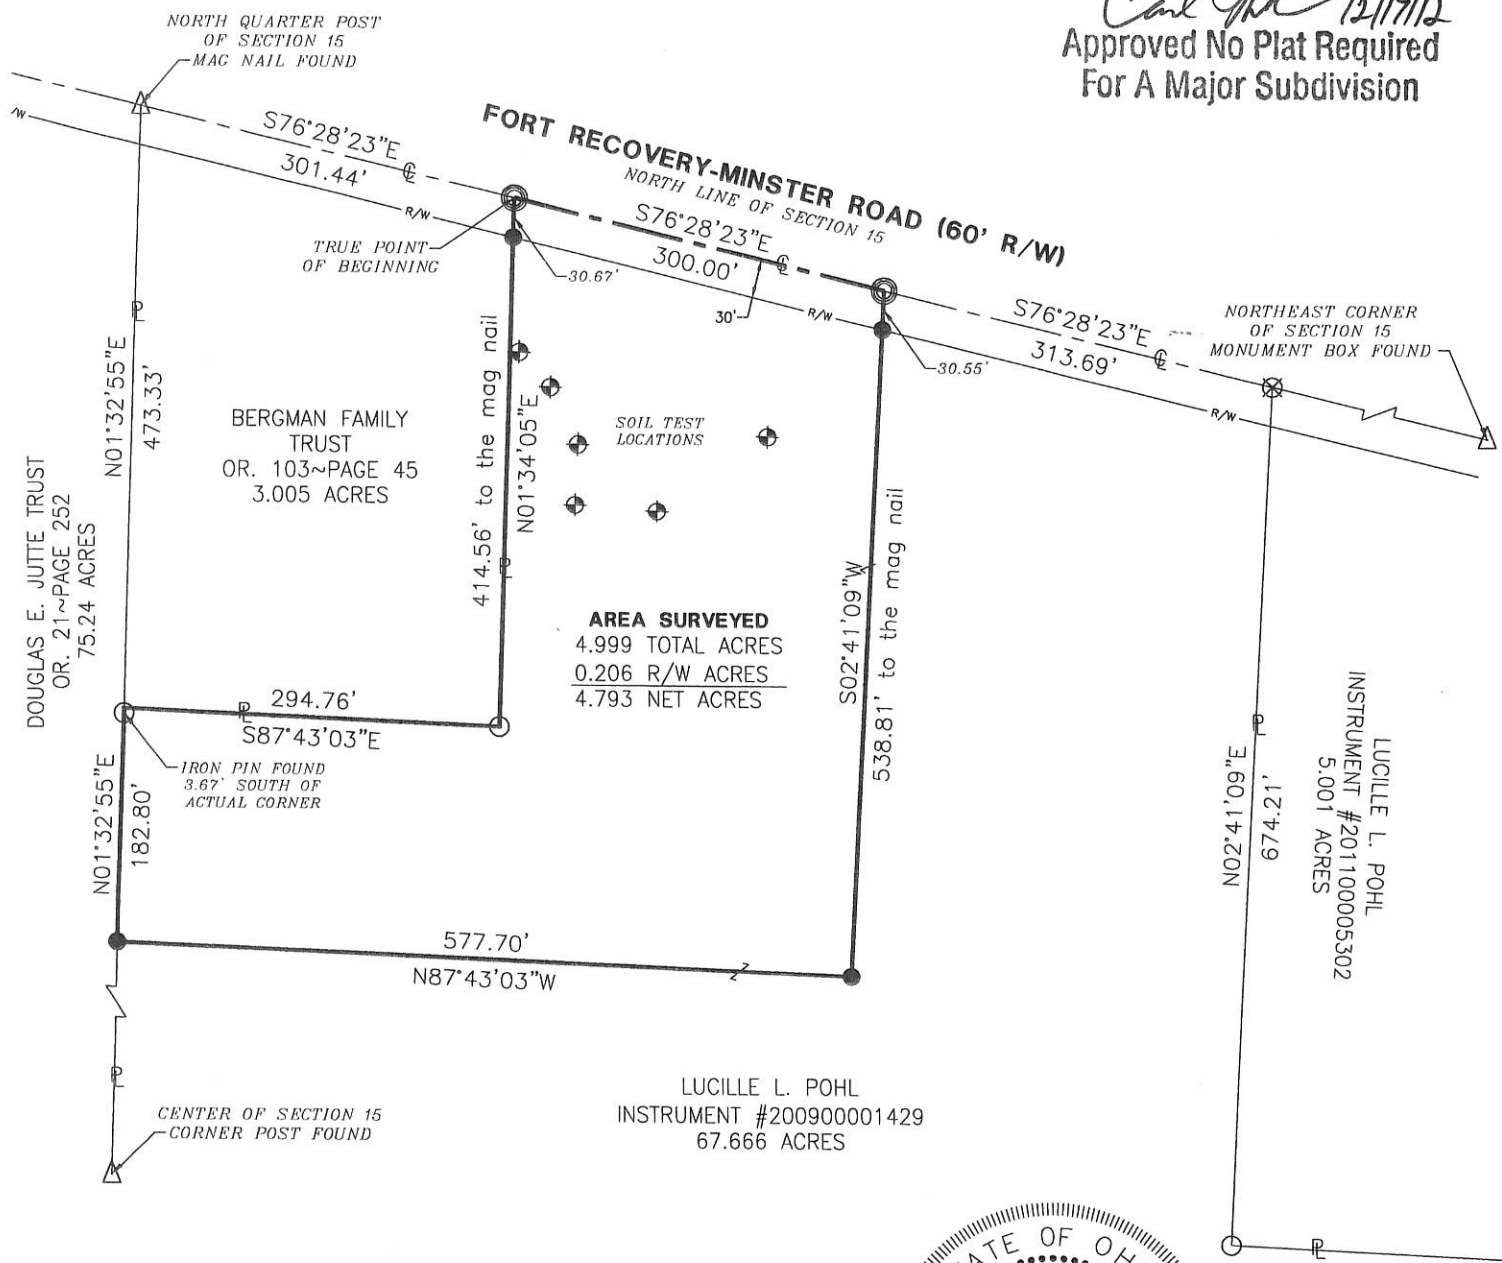 12/19/12
Approved No Plat Required
For A Major Subdivision
NORTH QUARTER POST
OF SECTION 15
MAG NAIL FOUND
S76°28'23"E
301.44'
R/W
FORT RECOVERY-MINSTER ROAD (60' R/W)
NORTH LINE OF SECTION 15
S76°28'23"E
300.00'
TRUE POINT
OF BEGINNING
30.67'
30'
R/W
30.55'
S76°28'23"E
313.69'
R/W
NORTHEAST CORNER
OF SECTION 15
MONUMENT BOX FOUND
N01°32'55"E
473.33'
BERGMAN FAMILY
TRUST
OR. 103~PAGE 45
3.005 ACRES
414.56' to the mag nail
N01°34'05"E
SOIL TEST
LOCATIONS
DOUGLAS E. JUTTE TRUST
OR. 21~PAGE 252
75.24 ACRES
AREA SURVEYED
4.999 TOTAL ACRES
0.206 R/W ACRES
4.793 NET ACRES
S02°41'09"W
538.81' to the mag nail
294.76'
S87°43'03"E
IRON PIN FOUND
3.67' SOUTH OF
ACTUAL CORNER
N01°32'55"E
182.80'
577.70'
N87°43'03"W
N02°41'09"E
674.21'
LUCILLE L. POHL
INSTRUMENT #201100005302
5.001 ACRES
LUCILLE L. POHL
INSTRUMENT #200900001429
67.666 ACRES
CENTER OF SECTION 15
CORNER POST FOUND
ATE OF OH